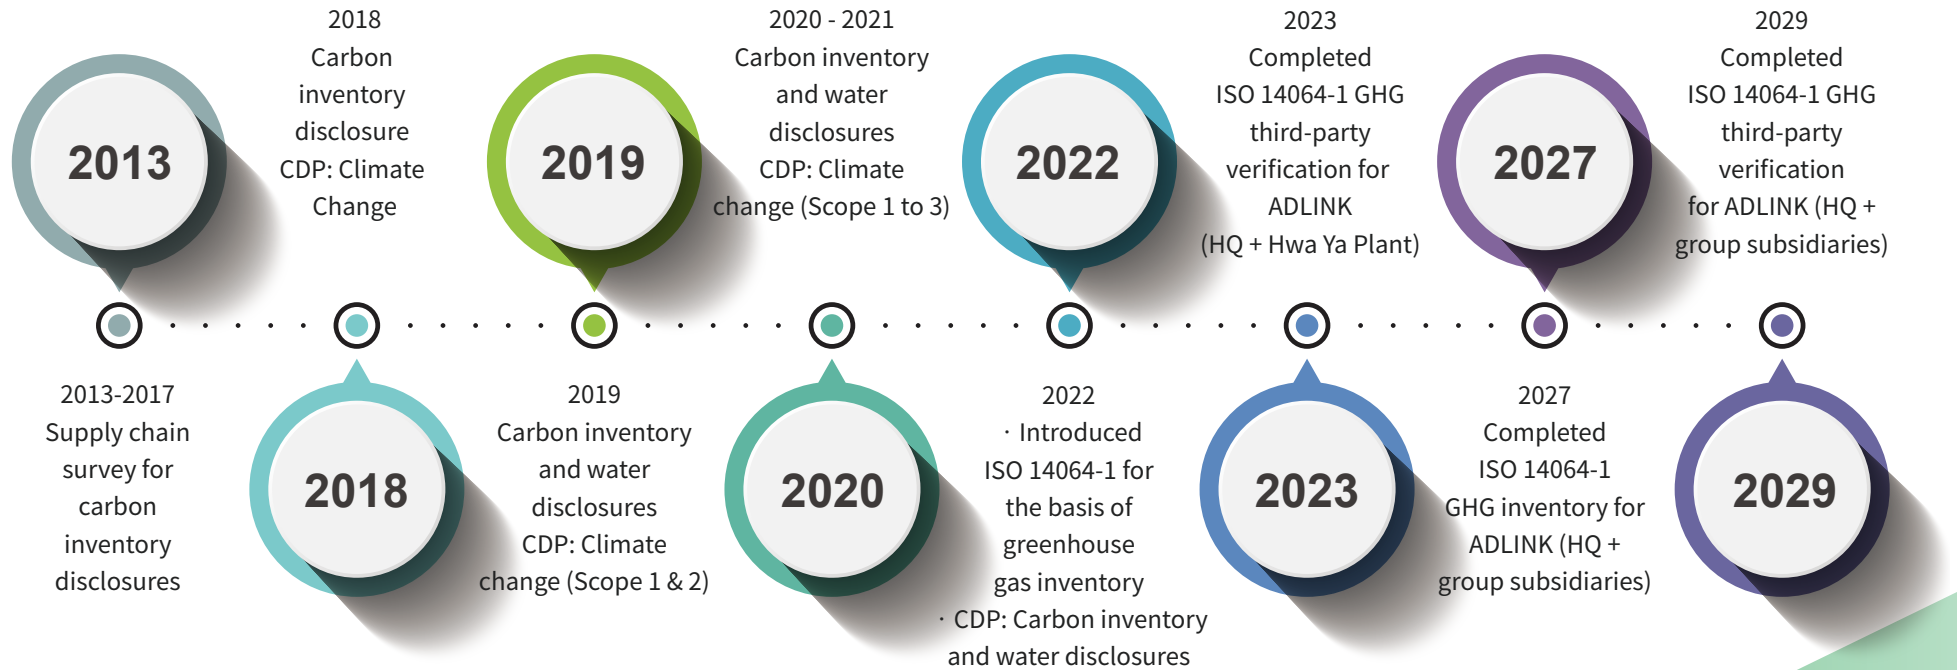 2013
2013-2017
Supply chain
survey for
carbon
inventory
disclosures
2018
Carbon
inventory
disclosure
CDP: Climate
Change
2018
2019
2019
Carbon inventory
and water
disclosures
CDP: Climate
change (Scope 1 & 2)
2020 - 2021
Carbon inventory
and water
disclosures
CDP: Climate
change (Scope 1 to 3)
2020
2022
2022
· Introduced
ISO 14064-1 for
the basis of
greenhouse
gas inventory
· CDP: Carbon inventory
and water disclosures
2023
Completed
ISO 14064-1 GHG
third-party
verification for
ADLINK
(HQ + Hwa Ya Plant)
2023
2027
2027
Completed
ISO 14064-1
GHG inventory for
ADLINK (HQ +
group subsidiaries)
2029
Completed
ISO 14064-1 GHG
third-party
verification
for ADLINK (HQ +
group subsidiaries)
2029